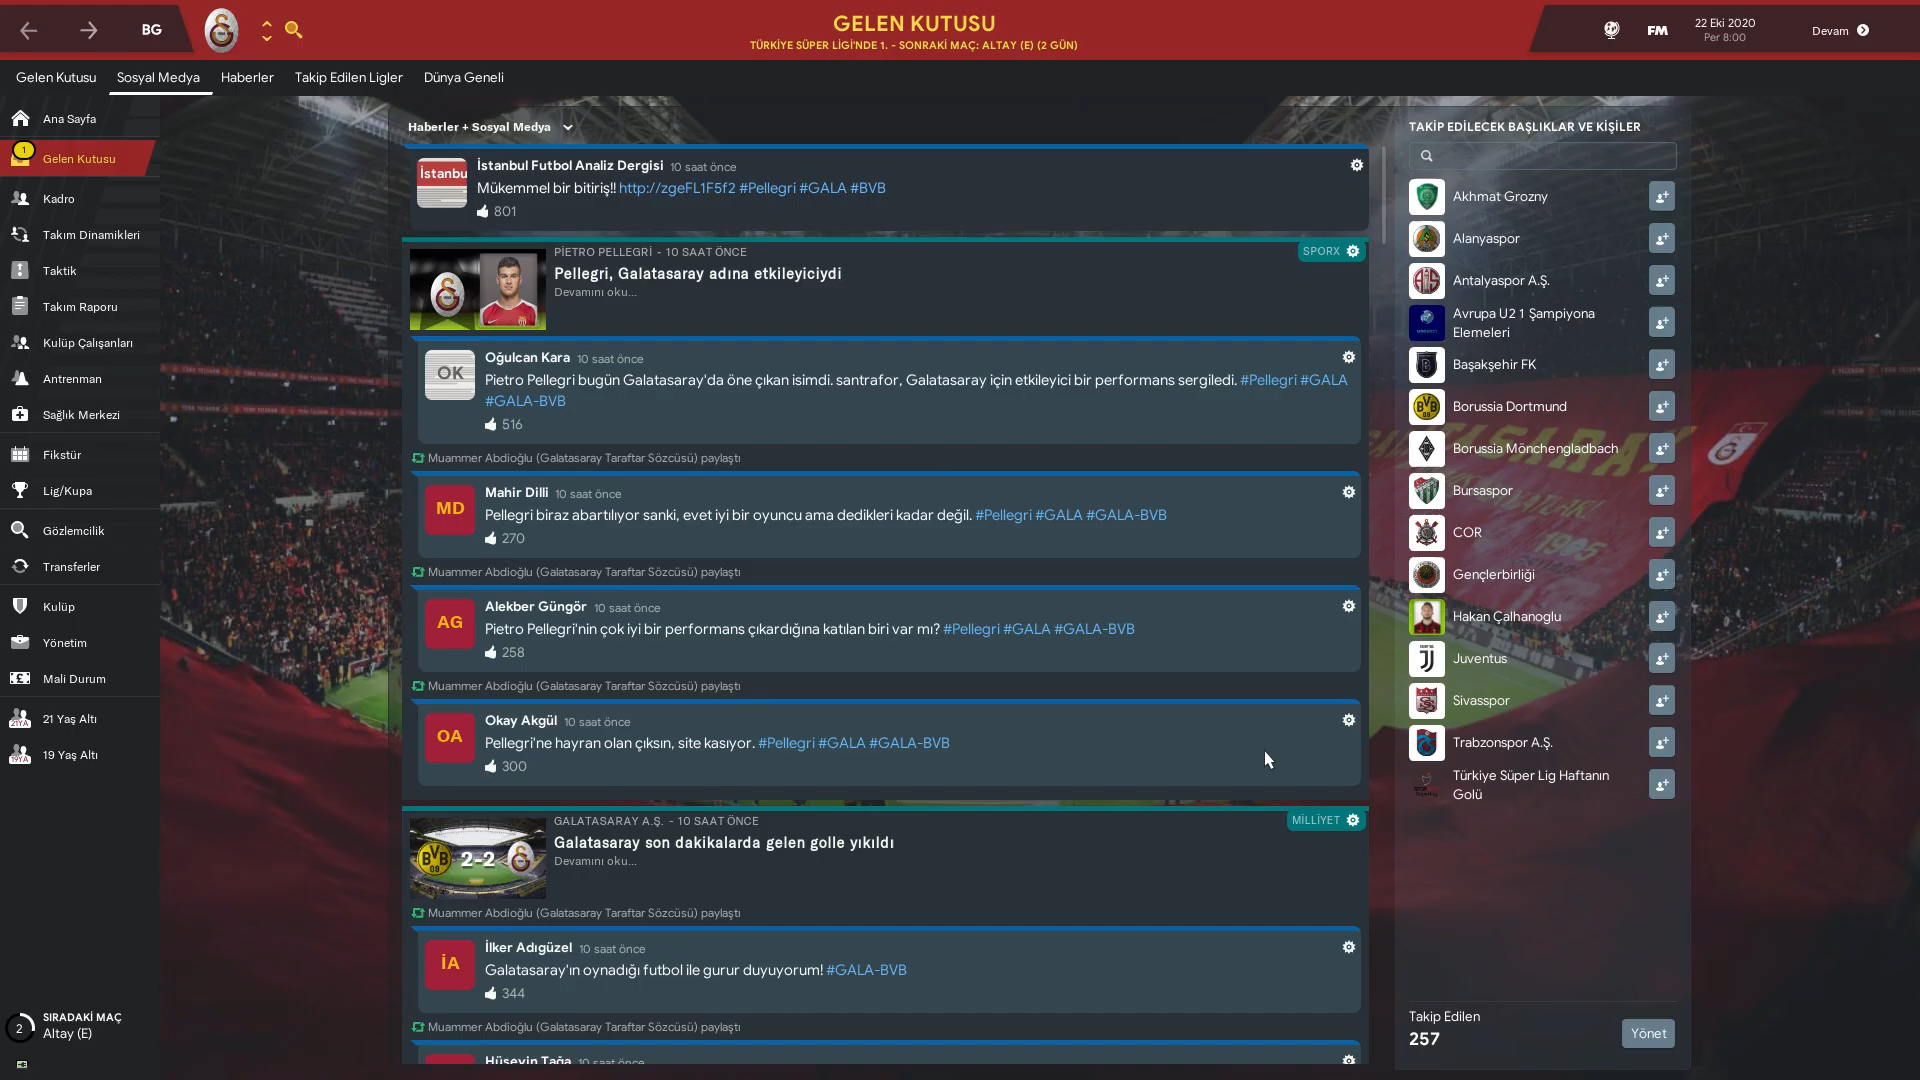 BG
GELEN KUTUSU
TÜRKİYE SÜPER LİGİ'NDE 1. - SONRAKİ MAÇ: ALTAY (E) (2 GÜN)
FM
22 Eki 2020
Per 8:00
Devam
Gelen Kutusu
Sosyal Medya
Haberler
Takip Edilen Ligler
Dünya Geneli
Ana Sayfa
1
Gelen Kutusu
Kadro
Takım Dinamikleri
Taktik
Takım Raporu
Kulüp Çalışanları
Antrenman
Sağlık Merkezi
Fikstür
Lig/Kupa
Gözlemcilik
Transferler
Kulüp
Yönetim
Mali Durum
21YA
21 Yaş Altı
19YA
19 Yaş Altı
2
SIRADAKİ MAÇ
Altay (E)
Haberler + Sosyal Medya
İstanbu
İstanbul Futbol Analiz Dergisi 10 saat önce
Mükemmel bir bitiriş!! http://zgeFL1F5f2 #Pellegri #GALA #BVB
801
PİETRO PELLEGRİ - 10 SAAT ÖNCE
SPORX
Pellegri, Galatasaray adına etkileyiciydi
Devamını oku...
OK
Oğulcan Kara 10 saat önce
Pietro Pellegri bugün Galatasaray'da öne çıkan isimdi. santrafor, Galatasaray için etkileyici bir performans sergiledi. #Pellegri #GALA
#GALA-BVB
516
Muammer Abdioğlu (Galatasaray Taraftar Sözcüsü) paylaştı
MD
Mahir Dilli 10 saat önce
Pellegri biraz abartılıyor sanki, evet iyi bir oyuncu ama dedikleri kadar değil. #Pellegri #GALA #GALA-BVB
270
Muammer Abdioğlu (Galatasaray Taraftar Sözcüsü) paylaştı
AG
Alekber Güngör 10 saat önce
Pietro Pellegri'nin çok iyi bir performans çıkardığına katılan biri var mı? #Pellegri #GALA #GALA-BVB
258
Muammer Abdioğlu (Galatasaray Taraftar Sözcüsü) paylaştı
OA
Okay Akgül 10 saat önce
Pellegri'ne hayran olan çıksın, site kasıyor. #Pellegri #GALA #GALA-BVB
300
GALATASARAY A.Ş. - 10 SAAT ÖNCE
MİLLİYET
BVB
09
2-2
Galatasaray son dakikalarda gelen golle yıkıldı
Devamını oku...
Muammer Abdioğlu (Galatasaray Taraftar Sözcüsü) paylaştı
İA
İlker Adıgüzel 10 saat önce
Galatasaray'ın oynadığı futbol ile gurur duyuyorum! #GALA-BVB
344
Muammer Abdioğlu (Galatasaray Taraftar Sözcüsü) paylaştı
Hüseyin Tağa 10 saat önce
TAKİP EDİLECEK BAŞLIKLAR VE KİŞİLER
Akhmat Grozny
Alanyaspor
Antalyaspor A.Ş.
Avrupa U2 1 Şampiyona
Elemeleri
Başakşehir FK
Borussia Dortmund
Borussia Mönchengladbach
Bursaspor
COR
Gençlerbirliği
Hakan Çalhanoglu
Juventus
Sivasspor
Trabzonspor A.Ş.
Türkiye Süper Lig Haftanın
Golü
Takip Edilen
257
Yönet